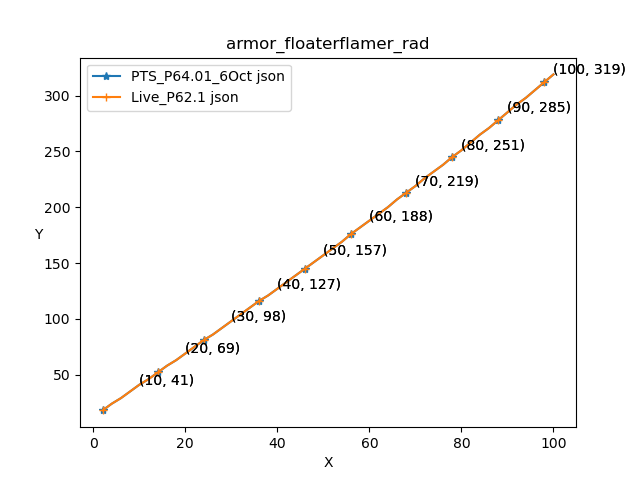 armor_floaterflamer_rad
PTS_P64.01_6Oct json
Live_P62.1 json
(100, 319)
(90, 285)
(80, 251)
(70, 219)
(60, 188)
(50, 157)
(40, 127)
(30, 98)
(20, 69)
(10, 41)
300
250
200
150
100
50
Y
0 20 40 60 80 100
X